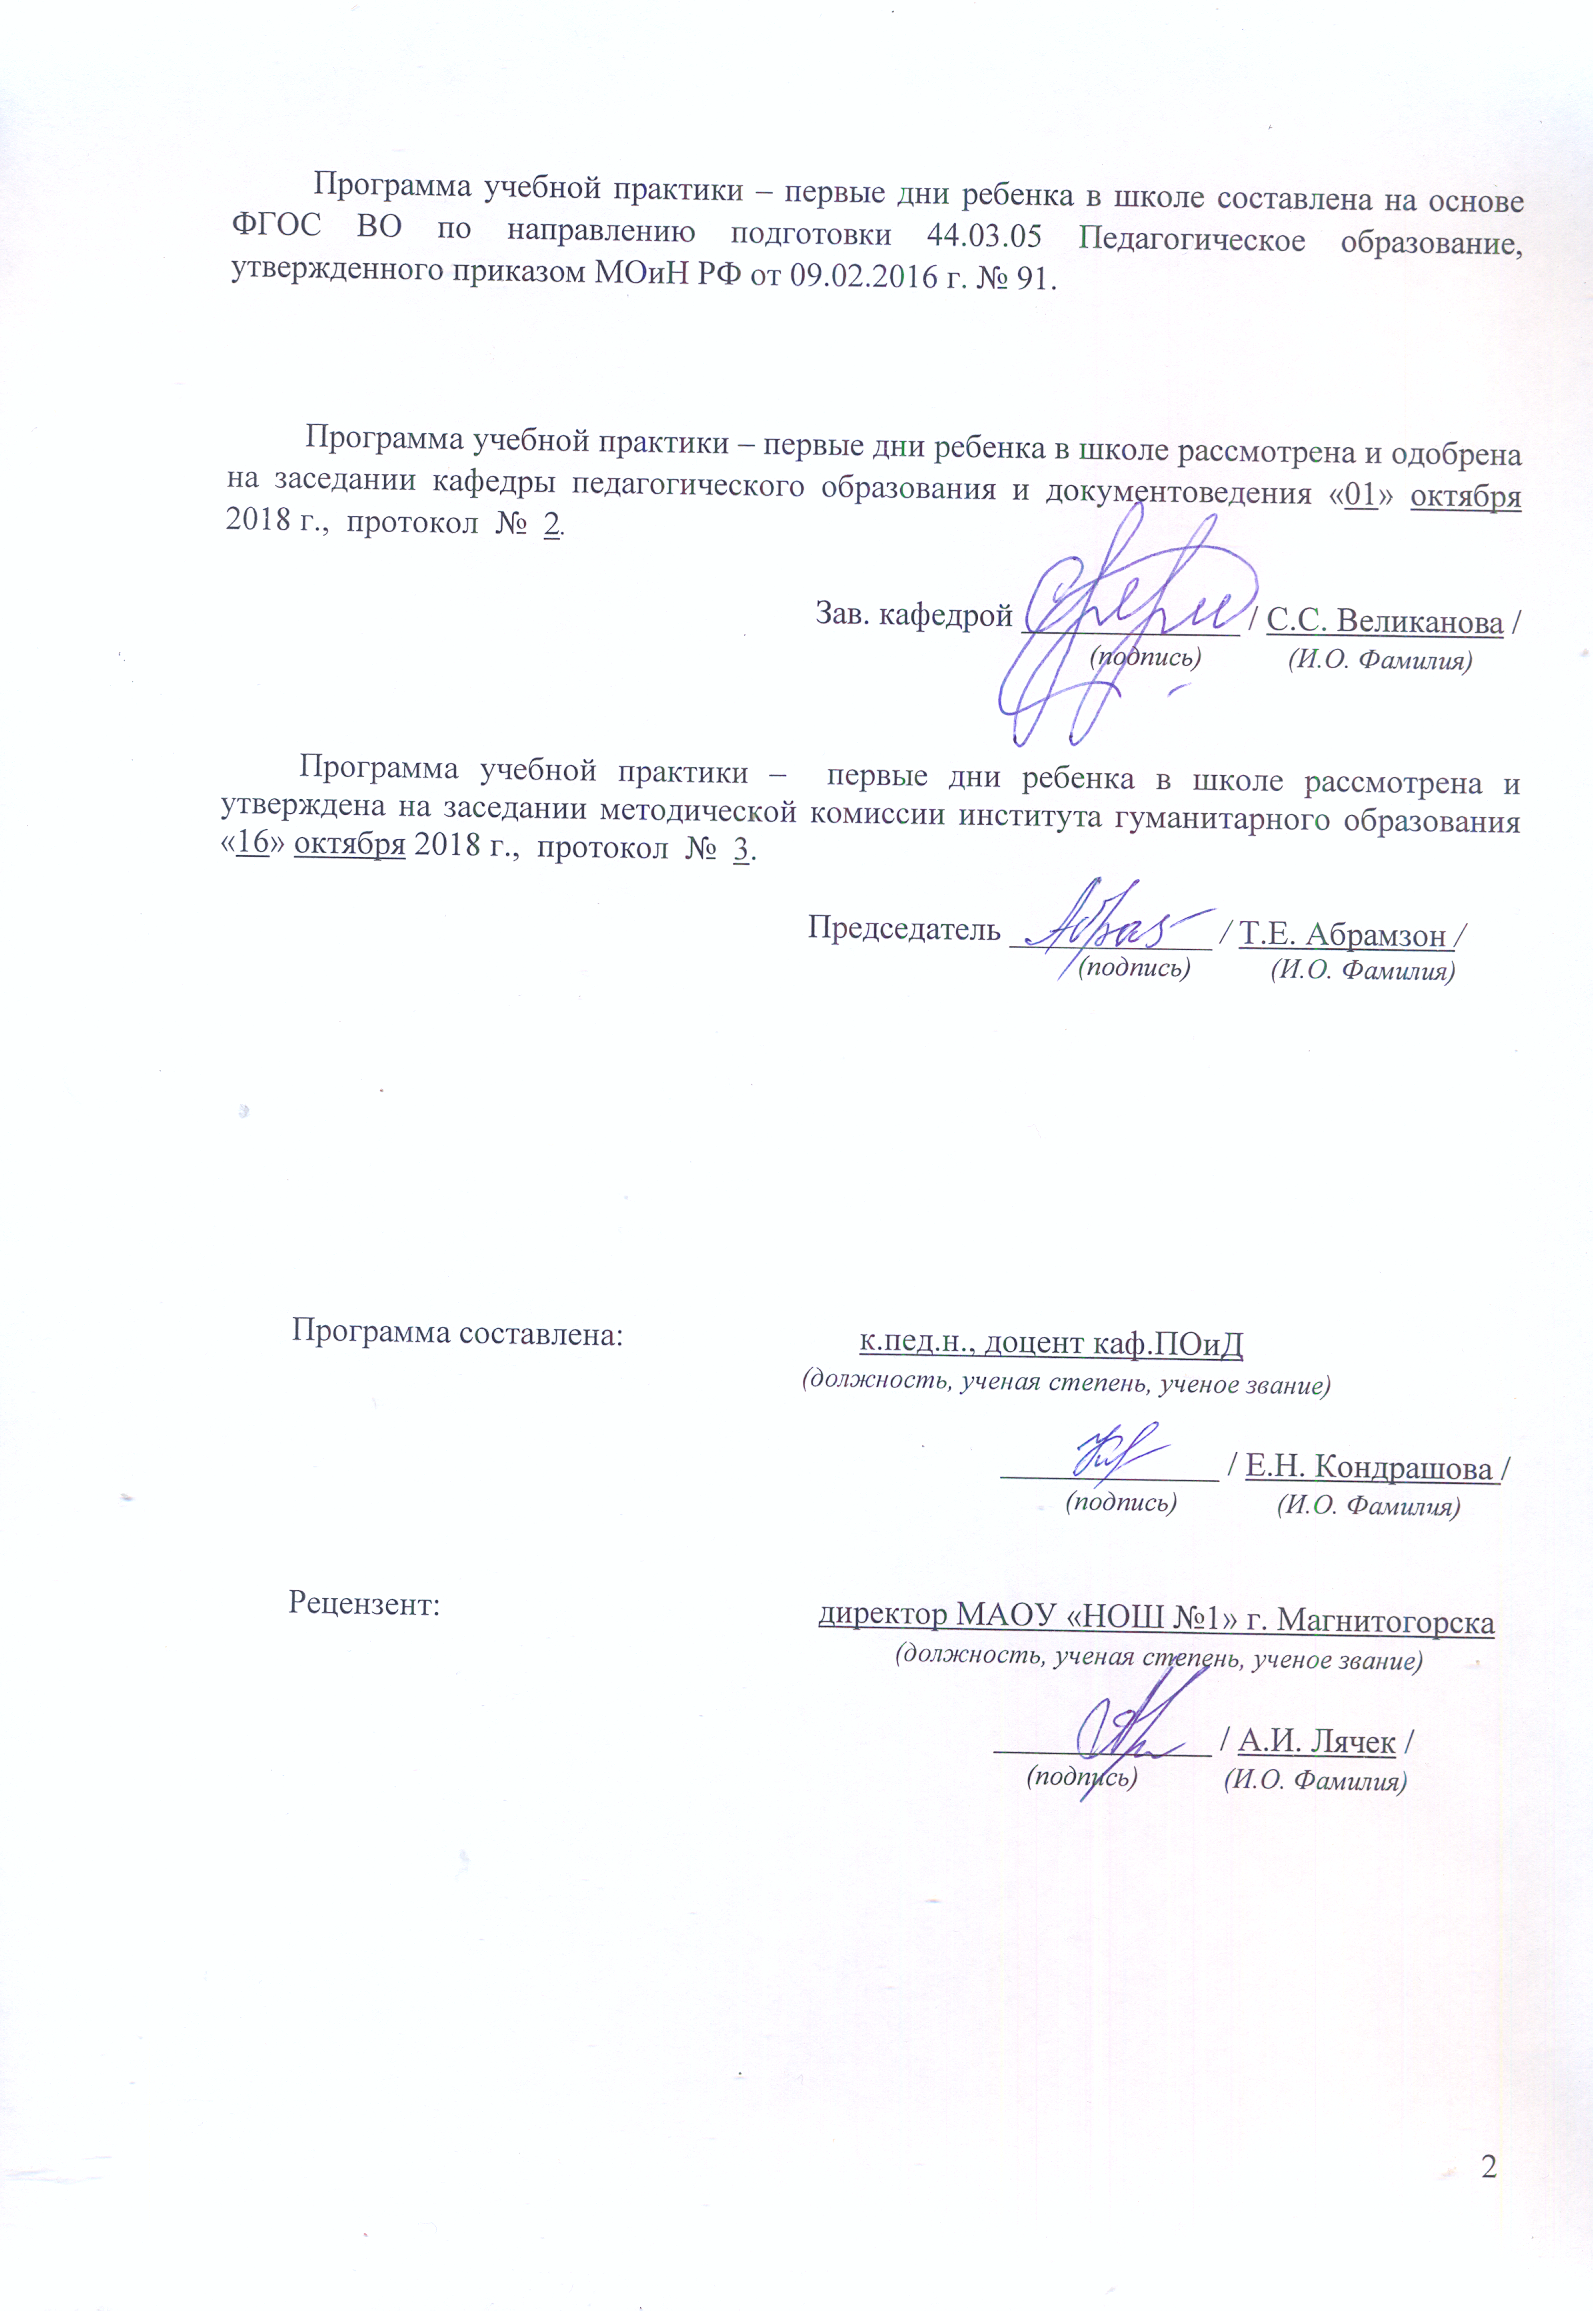 Программа учебной практики – первые дни ребенка в школе составлена на основе
ФГОС ВО по направлению подготовки 44.03.05 Педагогическое образование,
утвержденного приказом МОиН РФ от 09.02.2016 г. № 91.
Программа учебной практики – первые дни ребенка в школе рассмотрена и одобрена
на заседании кафедры педагогического образования и документоведения «01» октября
2018 г., протокол № 2.
Зав. кафедрой ____________ / С.С. Великанова /
(подпись) (И.О. Фамилия)
Программа учебной практики – первые дни ребенка в школе рассмотрена и
утверждена на заседании методической комиссии института гуманитарного образования
«16» октября 2018 г., протокол № 3.
Председатель ____________ / Т.Е. Абрамзон /
(подпись) (И.О. Фамилия)
Программа составлена: к.пед.н., доцент каф.ПОиД
(должность, ученая степень, ученое звание)
____________ / Е.Н. Кондрашова /
(подпись) (И.О. Фамилия)
Рецензент: директор МАОУ «НОШ №1» г. Магнитогорска
(должность, ученая степень, ученое звание)
____________ / А.И. Лячек /
(подпись) (И.О. Фамилия)
2